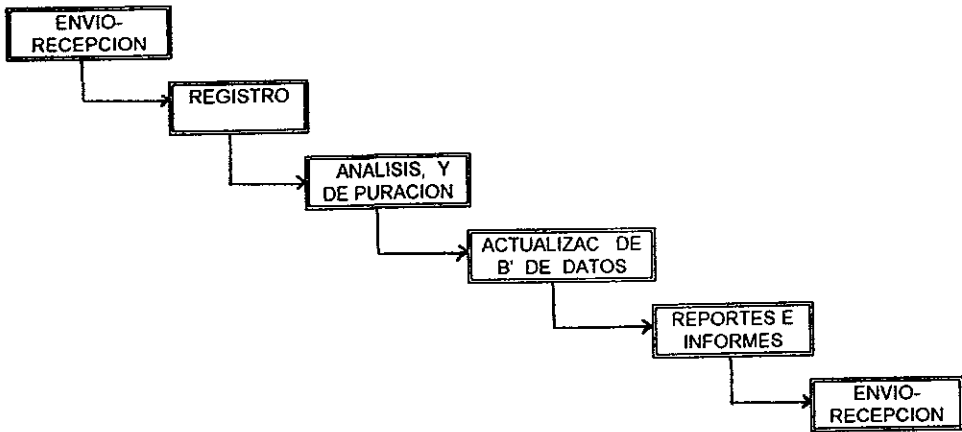 ENVIO-
RECEPCION
REGISTRO
ANALISIS, Y
DE PURACION
ACTUALIZAC DE
B' DE DATOS
REPORTES E
INFORMES
ENVIO-
RECEPCION